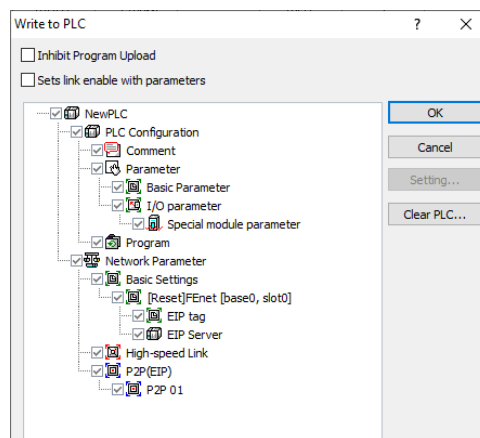 Write to PLC ? ×
Inhibit Program Upload
Sets link enable with parameters
NewPLC
PLC Configuration
Comment
Parameter
Basic Parameter
I/O parameter
Special module parameter
Program
Network Parameter
Basic Settings
[Reset]FEnet [base0, slot0]
EIP tag
EIP Server
High-speed Link
P2P(EIP)
P2P 01
OK
Cancel
Setting...
Clear PLC...